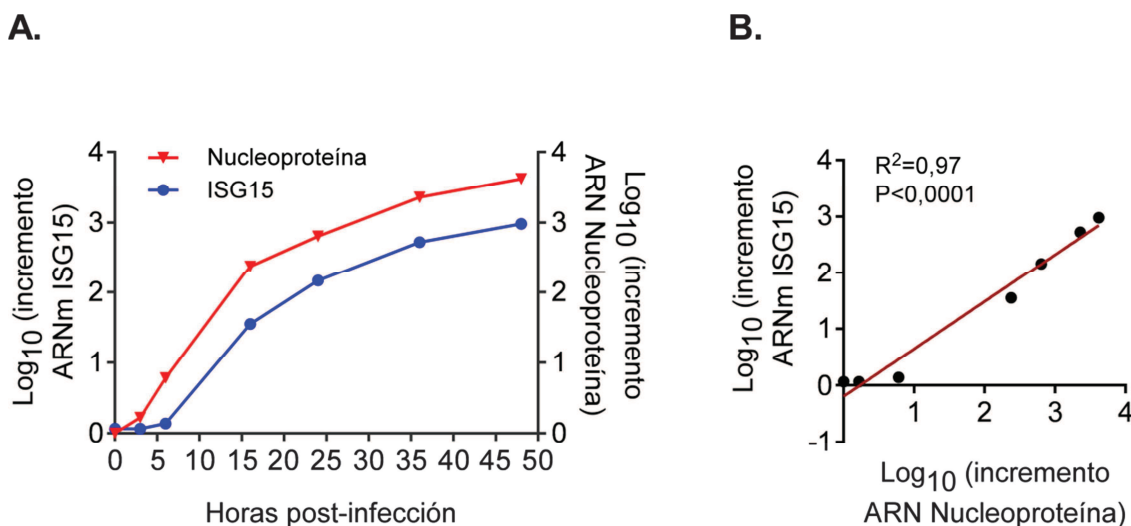 A.
Log10 (incremento
ARNm ISG15)
4
3
2
1
0
Nucleoproteína
ISG15
4
3
2
1
0
Log10 (incremento
ARN Nucleoproteína)
0 5 10 15 20 25 30 35 40 45 50
Horas post-infección
B.
Log10 (incremento
ARNm ISG15)
4
3
2
1
0
-1
R2=0,97
P<0,0001
1 2 3 4
Log10 (incremento
ARN Nucleoproteína)